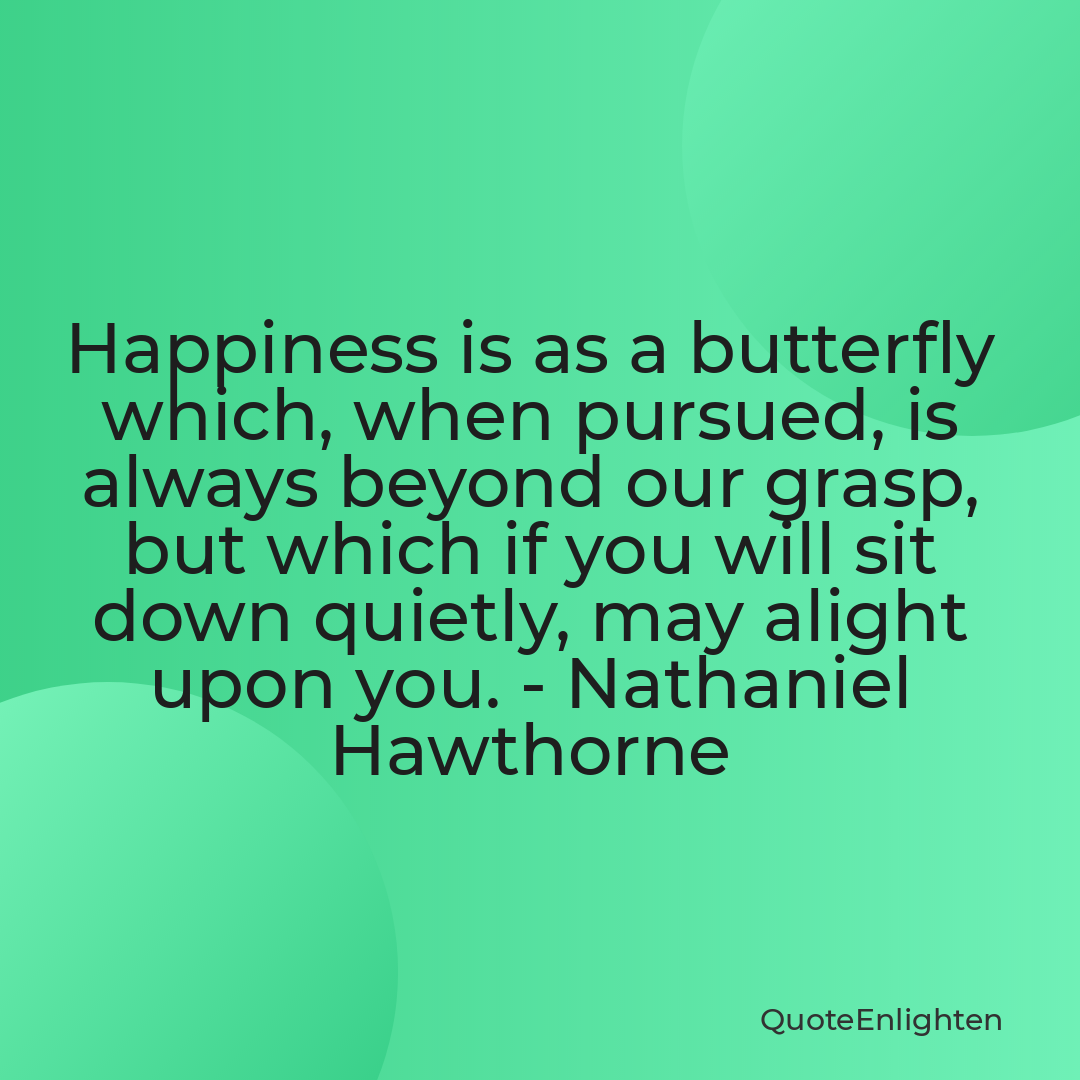 Happiness is as a butterfly
which, when pursued, is
always beyond our grasp,
but which if you will sit
down quietly, may alight
upon you. - Nathaniel
Hawthorne
QuoteEnlighten